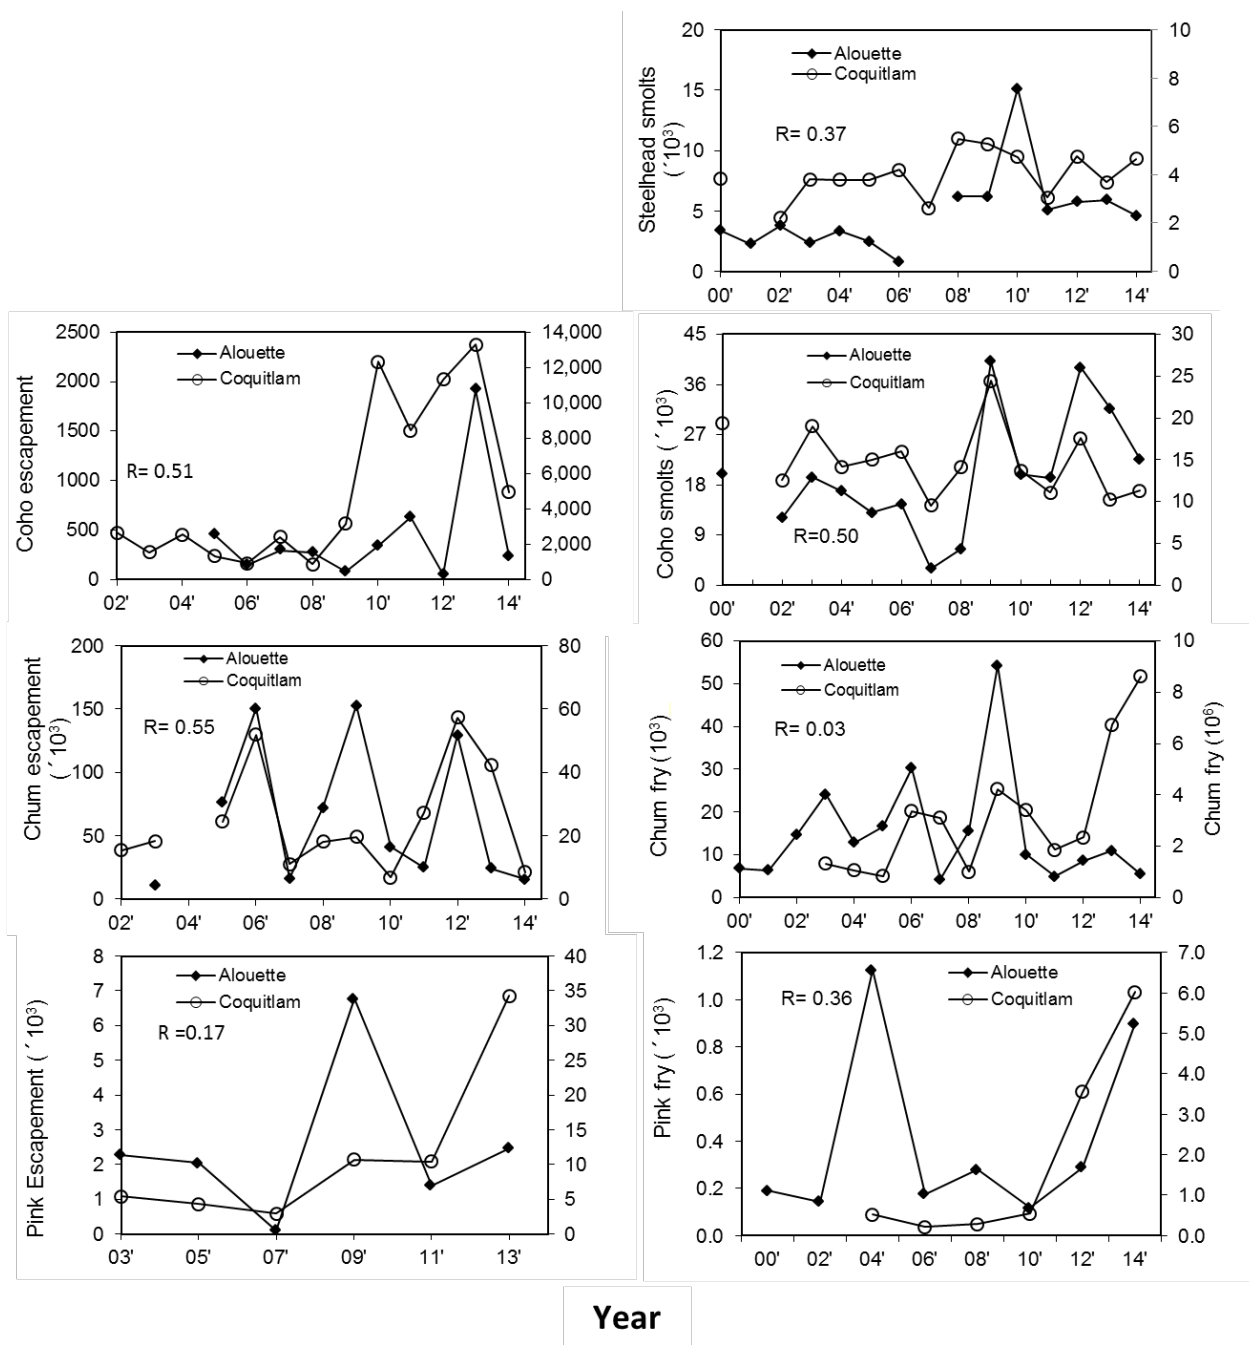 20
15
10
5
0
Steelhead smolts
(´10³)
Alouette
Coquitlam
R= 0.37
10
8
6
4
2
0
00' 02' 04' 06' 08' 10' 12' 14'
2500
2000
1500
1000
500
0
Coho escapement
Alouette
Coquitlam
R= 0.51
14,000
12,000
10,000
8,000
6,000
4,000
2,000
0
02' 04' 06' 08' 10' 12' 14'
45
36
27
18
9
0
Coho smolts (´10³)
Alouette
Coquitlam
R=0.50
30
25
20
15
10
5
0
00' 02' 04' 06' 08' 10' 12' 14'
200
150
100
50
0
Chum escapement
(´10³)
Alouette
Coquitlam
R= 0.55
80
60
40
20
0
02' 04' 06' 08' 10' 12' 14'
60
50
40
30
20
10
0
Chum fry (10³)
Alouette
Coquitlam
R= 0.03
10
8
6
4
2
0
Chum fry (10⁶)
00' 02' 04' 06' 08' 10' 12' 14'
8
7
6
5
4
3
2
1
0
Pink Escapement (´10³)
Alouette
Coquitlam
R =0.17
40
35
30
25
20
15
10
5
0
03' 05' 07' 09' 11' 13'
1.2
1.0
0.8
0.6
0.4
0.2
0.0
Pink fry (´10³)
Alouette
Coquitlam
R= 0.36
7.0
6.0
5.0
4.0
3.0
2.0
1.0
0.0
00' 02' 04' 06' 08' 10' 12' 14'
Year